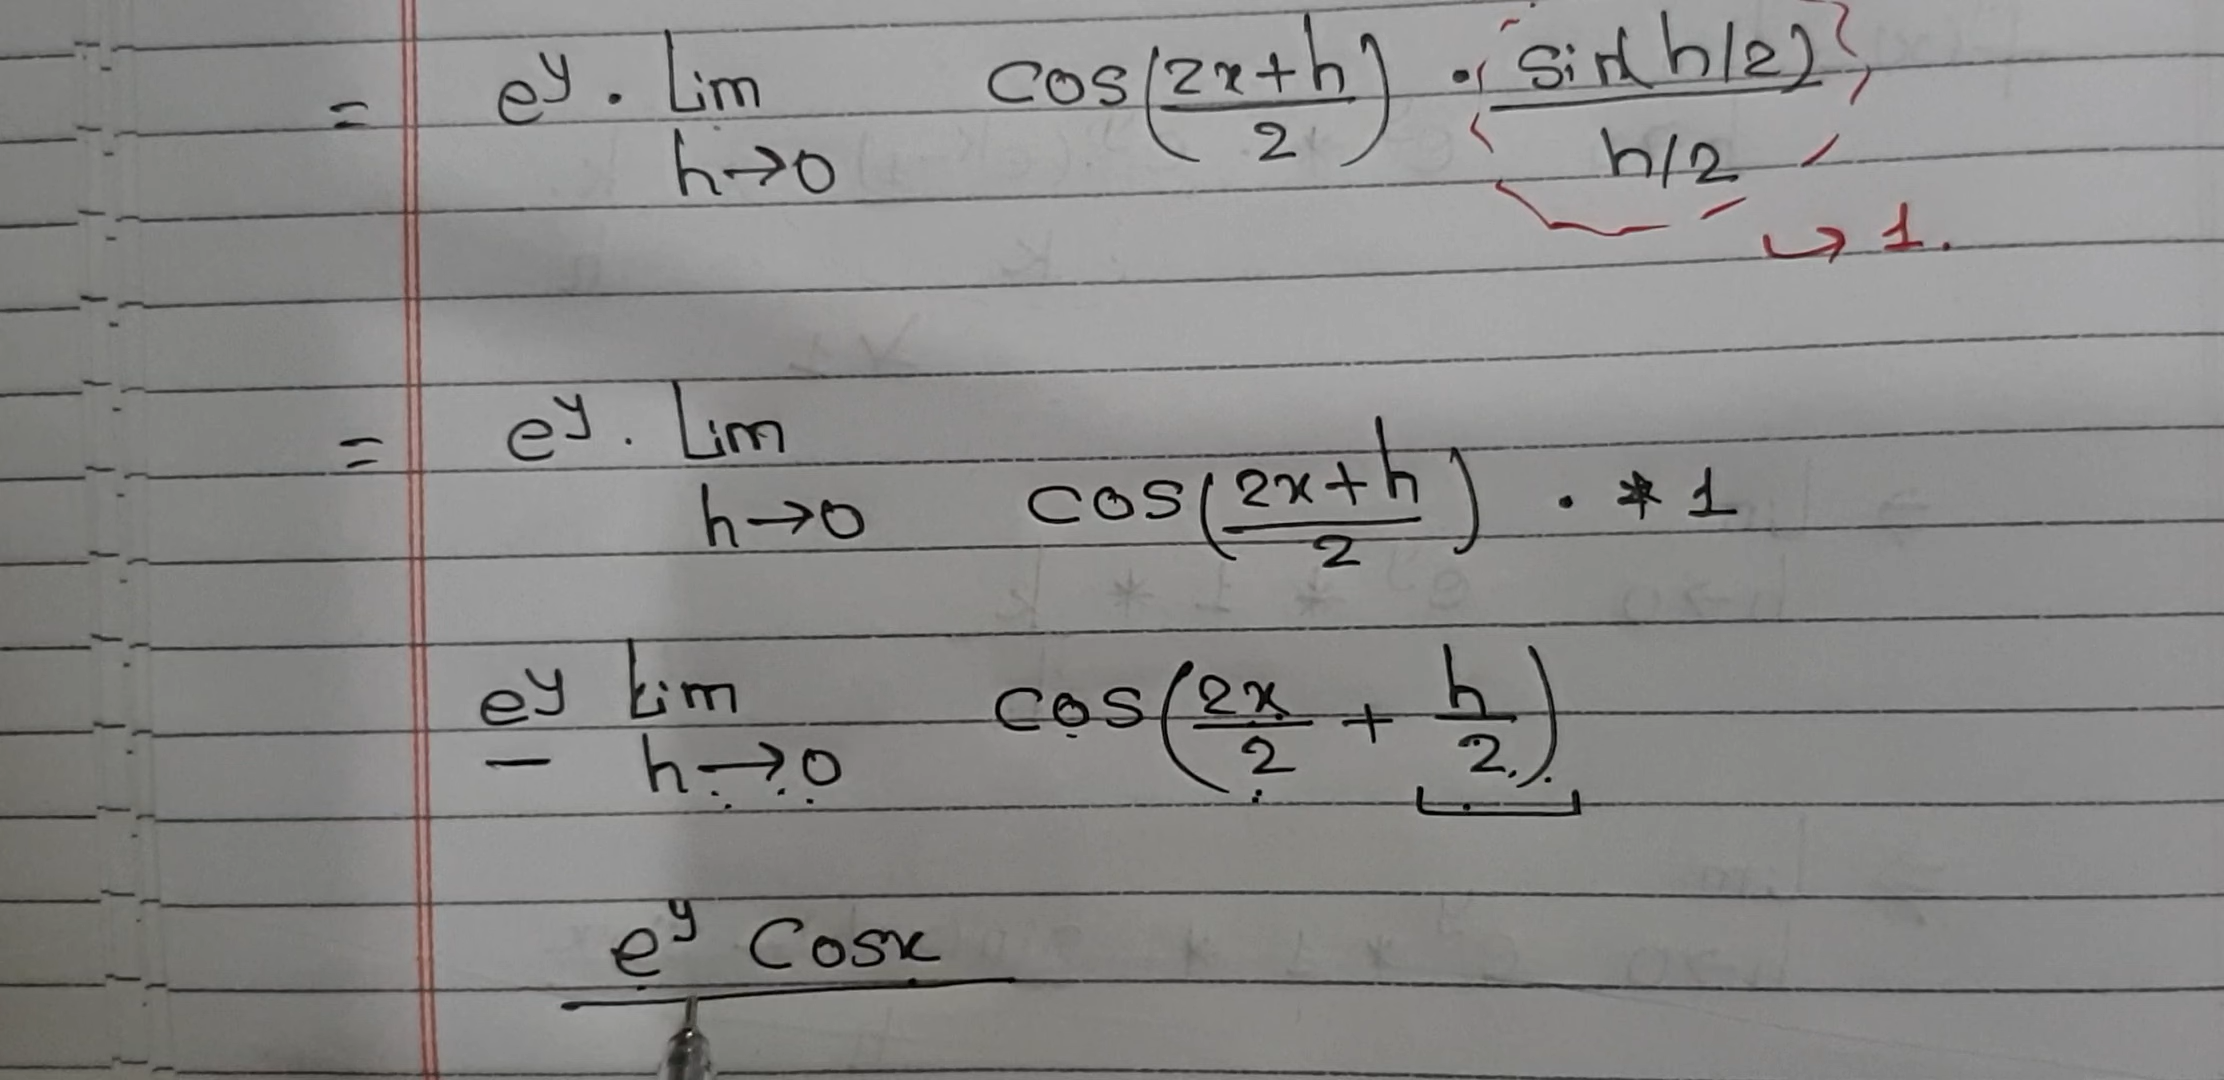 = e^y . Lim h→0 cos((2x+h)/2) . sin(h/2) / (h/2)
↳ 1.
= e^y . Lim h→0 cos((2x+h)/2) . * 1
e^y Lim h→0 cos(2x/2 + h/2)
e^y Cosx